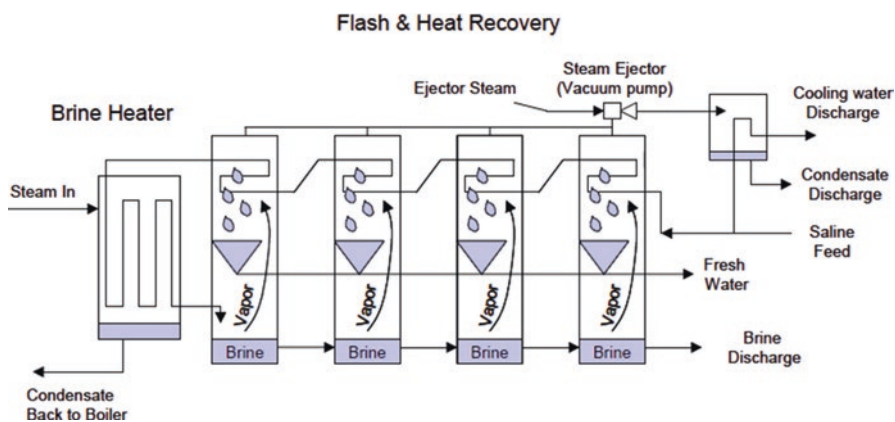 Flash & Heat Recovery
Steam Ejector
(Vacuum pump)
Ejector Steam
Cooling water
Discharge
Brine Heater
Steam In
Condensate
Discharge
Saline
Feed
Fresh
Water
Vapor
Vapor
Vapor
Vapor
Brine
Brine
Brine
Brine
Brine
Discharge
Condensate
Back to Boiler